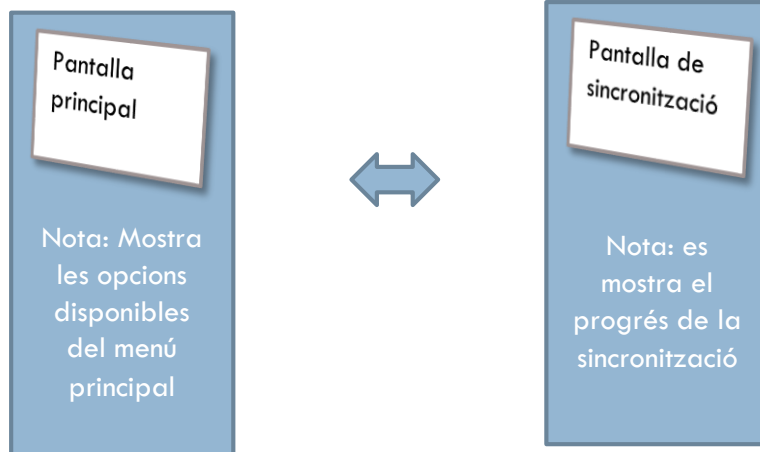 Pantalla
principal
Nota: Mostra
les opcions
disponibles
del menú
principal
Pantalla de
sincronització
Nota: es
mostra el
progrés de la
sincronització